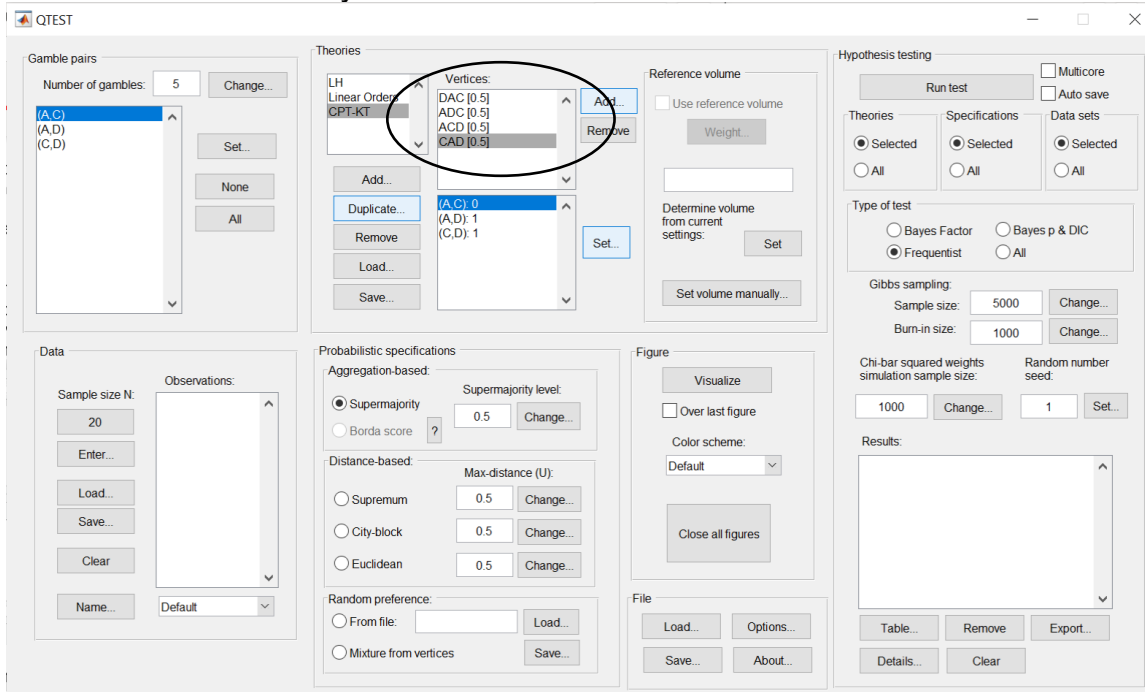 QTEST
Gamble pairs
Number of gambles: 5 Change...
(A,C)
(A,D)
(C,D)
Set...
None
All
Theories
LH
Linear Orders
CPT-KT
Vertices:
DAC [0.5]
ADC [0.5]
ACD [0.5]
CAD [0.5]
Add...
Remove
Add...
Duplicate...
Remove
Load...
Save...
(A,C): 0
(A,D): 1
(C,D): 1
Set...
Reference volume
Use reference volume
Weight...
Determine volume
from current
settings:
Set
Set volume manually...
Hypothesis testing
Run test
Multicore
Auto save
Theories
Selected
All
Specifications
Selected
All
Data sets
Selected
All
Type of test
Bayes Factor Bayes p & DIC
Frequentist All
Gibbs sampling:
Sample size: 5000 Change...
Burn-in size: 1000 Change...
Chi-bar squared weights
simulation sample size:
1000 Change...
Random number
seed:
1 Set...
Results:
Table... Remove Export...
Details... Clear
Data
Sample size N:
20
Enter...
Load...
Save...
Clear
Name...
Observations:
Default
Probabilistic specifications
Aggregation-based:
Supermajority level:
Supermajority 0.5 Change...
Borda score ?
Distance-based:
Max-distance (U):
Supremum 0.5 Change...
City-block 0.5 Change...
Euclidean 0.5 Change...
Random preference:
From file: Load...
Mixture from vertices Save...
Figure
Visualize
Over last figure
Color scheme:
Default
Close all figures
File
Load... Options...
Save... About...